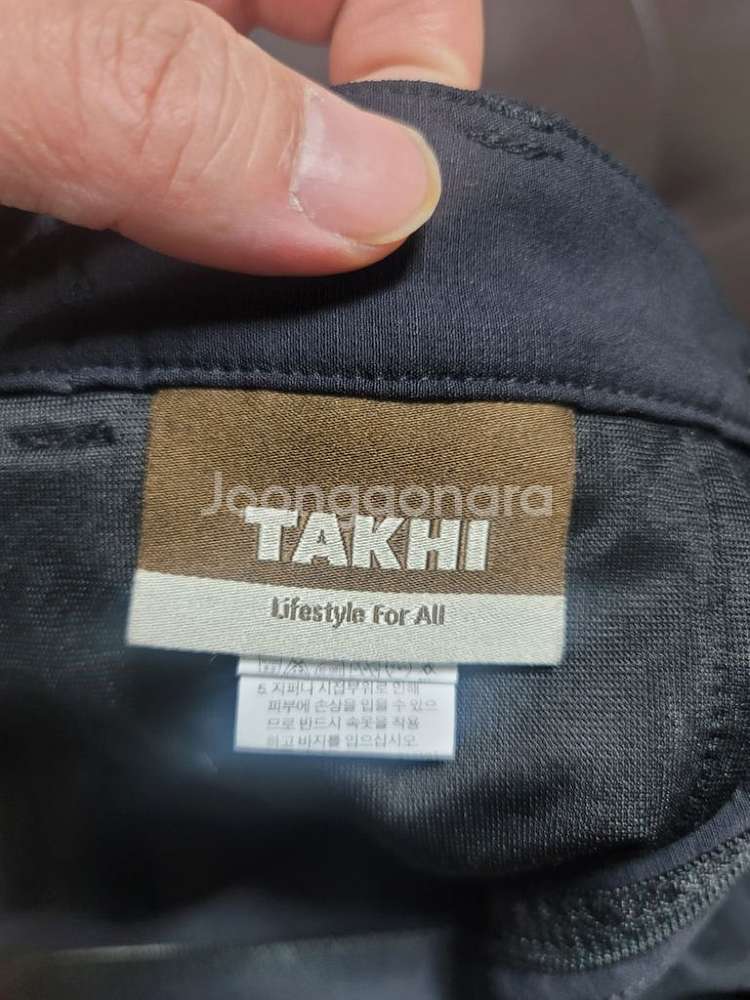 Joonggonara
TAKHI
Lifestyle For All
6. 지퍼나 시접부위로 인해
피부에 손상을 입을 수 있으
므로 반드시 속옷을 착용
하고 바지를 입으십시오.